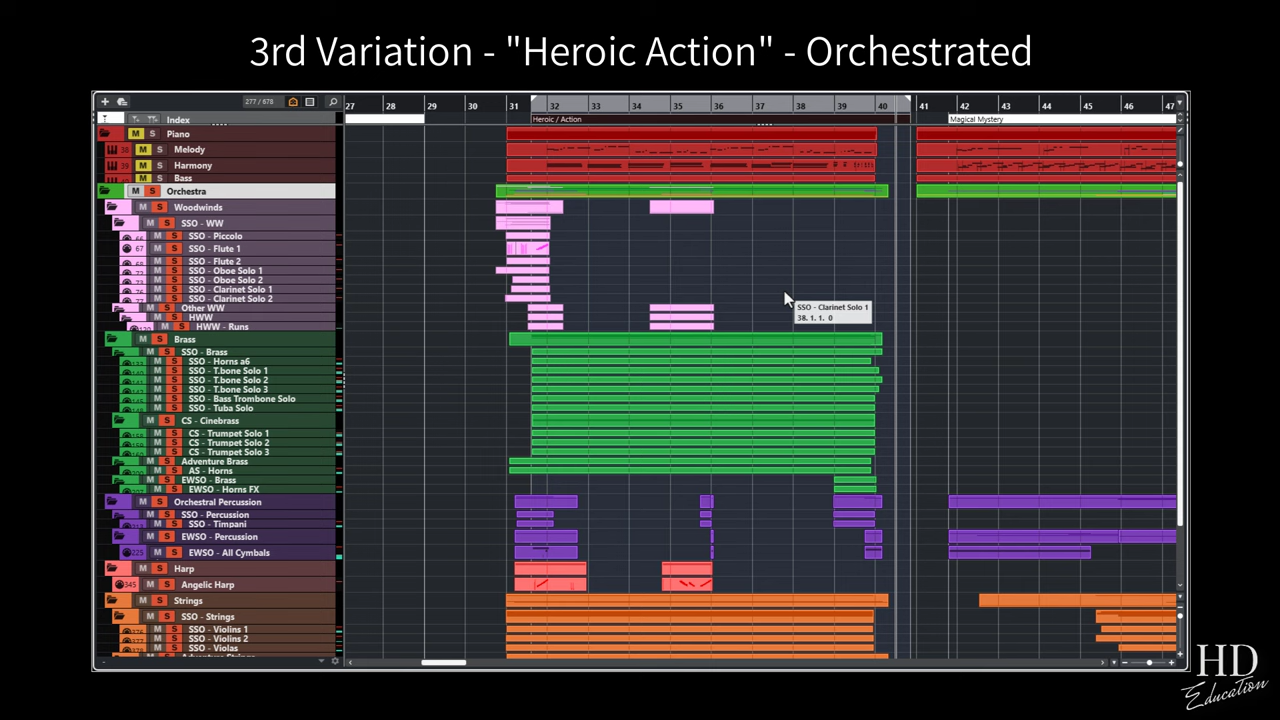 3rd Variation - "Heroic Action" - Orchestrated
277 / 678
27 28 29 30 31 32 33 34 35 36 37 38 39 40 41 42 43 44 45 46 47
Index
Heroic / Action
Magical Mystery
M S Piano
38 Melody
39 Harmony
Bass
M S Orchestra
M S Woodwinds
M S SSO - WW
M S SSO - Piccolo
67 M S SSO - Flute 1
M S SSO - Flute 2
M S SSO - Oboe Solo 1
M S SSO - Oboe Solo 2
M S SSO - Clarinet Solo 1
M S SSO - Clarinet Solo 2
M S Other WW
M S HWW
M S HWW - Runs
SSO - Clarinet Solo 1
38. 1. 1. 0
M S Brass
M S SSO - Brass
M S SSO - Horns a6
M S SSO - T.bone Solo 1
M S SSO - T.bone Solo 2
M S SSO - T.bone Solo 3
M S SSO - Bass Trombone Solo
M S SSO - Tuba Solo
M S CS - Cinebrass
M S CS - Trumpet Solo 1
M S CS - Trumpet Solo 2
M S CS - Trumpet Solo 3
M S Adventure Brass
M S AS - Horns
M S EWSO - Brass
M S EWSO - Horns FX
M S Orchestral Percussion
M S SSO - Percussion
M S SSO - Timpani
M S EWSO - Percussion
225 M S EWSO - All Cymbals
M S Harp
345 M S Angelic Harp
M S Strings
M S SSO - Strings
M S SSO - Violins 1
M S SSO - Violins 2
M S SSO - Violas
HD
Education